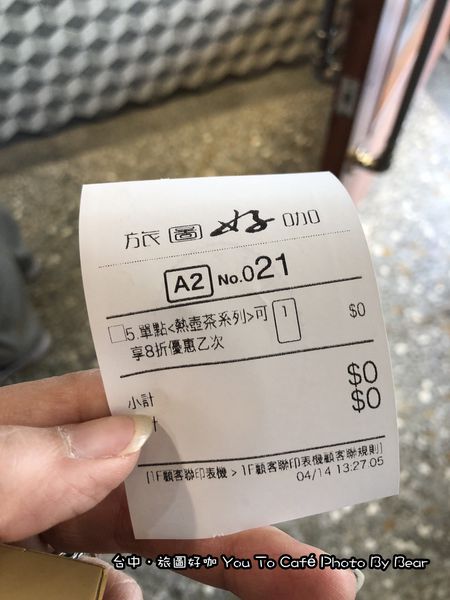 旅圖好咖
A2 No.021
5.單點<熱壺茶系列>可 1 $0
享8折優惠乙次
小計 $0
$0
[1F顧客聯印表機 > 1F顧客聯印表機顧客聯規則]
04/14 13:27:05
台中・旅圖好咖 You To Café Photo By Bear